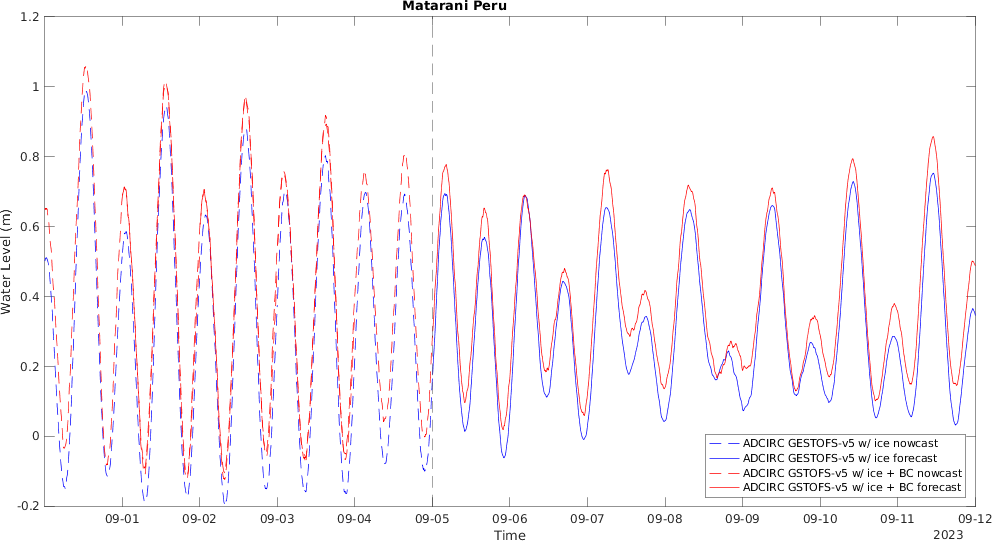 Matarani Peru
1.2
1
0.8
0.6
0.4
0.2
0
-0.2
Water Level (m)
09-01 09-02 09-03 09-04 09-05 09-06 09-07 09-08 09-09 09-10 09-11 09-12
Time
2023
ADCIRC GESTOFS-v5 w/ ice nowcast
ADCIRC GESTOFS-v5 w/ ice forecast
ADCIRC GSTOFS-v5 w/ ice + BC nowcast
ADCIRC GSTOFS-v5 w/ ice + BC forecast